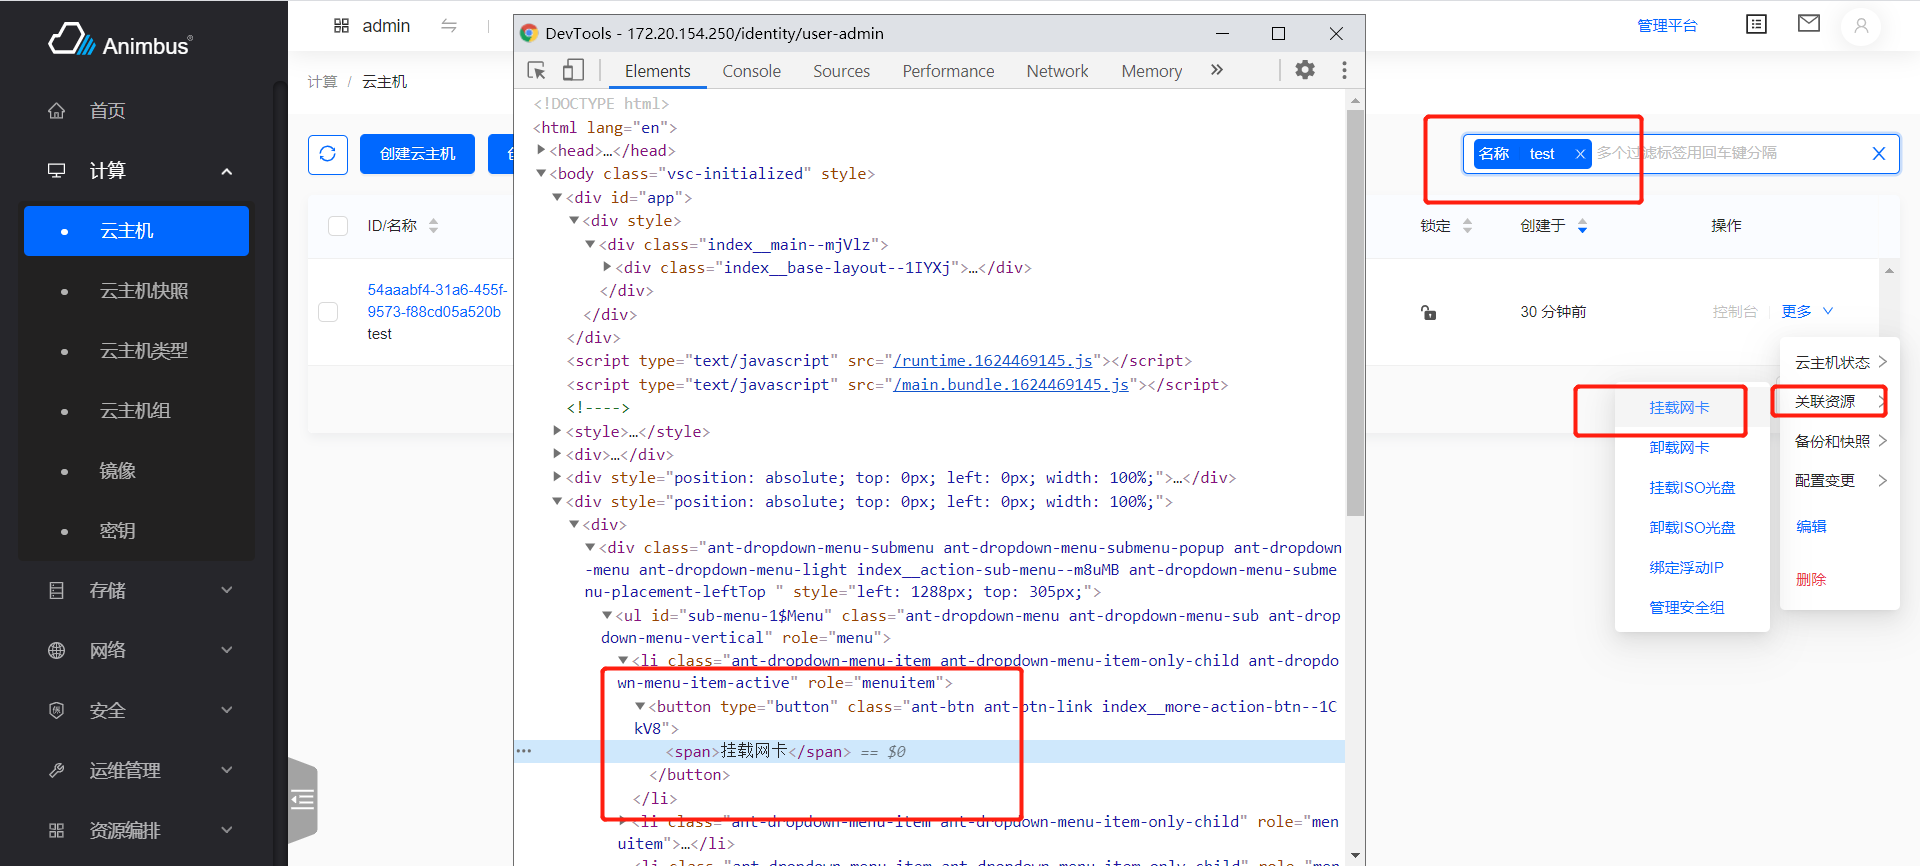 Animbus®
首页
计算
云主机
云主机快照
云主机类型
云主机组
镜像
密钥
存储
网络
安全
运维管理
资源编排
admin
管理平台
计算 / 云主机
创建云主机
名称 test × 多个过滤标签用回车键分隔
ID/名称
锁定
创建于
操作
54aaabf4-31a6-455f-
9573-f88cd05a520b
test
30 分钟前
控制台
更多
云主机状态
关联资源
备份和快照
配置变更
编辑
删除
挂载网卡
卸载网卡
挂载ISO光盘
卸载ISO光盘
绑定浮动IP
管理安全组
DevTools - 172.20.154.250/identity/user-admin
Elements Console Sources Performance Network Memory »
<!DOCTYPE html>
<html lang="en">
<head>…</head>
<body class="vsc-initialized" style>
<div id="app">
<div style>
<div class="index__main--mjVlz">
<div class="index__base-layout--1IYXj">…</div>
</div>
</div>
</div>
<script type="text/javascript" src="/runtime.1624469145.js"></script>
<script type="text/javascript" src="/main.bundle.1624469145.js"></script>
<!---->
<style>…</style>
<div>…</div>
<div style="position: absolute; top: 0px; left: 0px; width: 100%;">…</div>
<div style="position: absolute; top: 0px; left: 0px; width: 100%;">
<div>
<div class="ant-dropdown-menu-submenu ant-dropdown-menu-submenu-popup ant-dropdown
-menu ant-dropdown-menu-light index__action-sub-menu--m8uMB ant-dropdown-menu-subme
nu-placement-leftTop " style="left: 1288px; top: 305px;">
<ul id="sub-menu-1$Menu" class="ant-dropdown-menu ant-dropdown-menu-sub ant-drop
down-menu-vertical" role="menu">
<li class="ant-dropdown-menu-item ant-dropdown-menu-item-only-child ant-dropdo
wn-menu-item-active" role="menuitem">
<button type="button" class="ant-btn ant-btn-link index__more-action-btn--1C
kV8">
<span>挂载网卡</span> == $0
</button>
</li>
<li class="ant-dropdown-menu-item ant-dropdown-menu-item-only-child" role="men
uitem">…</li>
<li class="ant-dropdown-menu-item ant-dropdown-menu-item-only-child" role="men